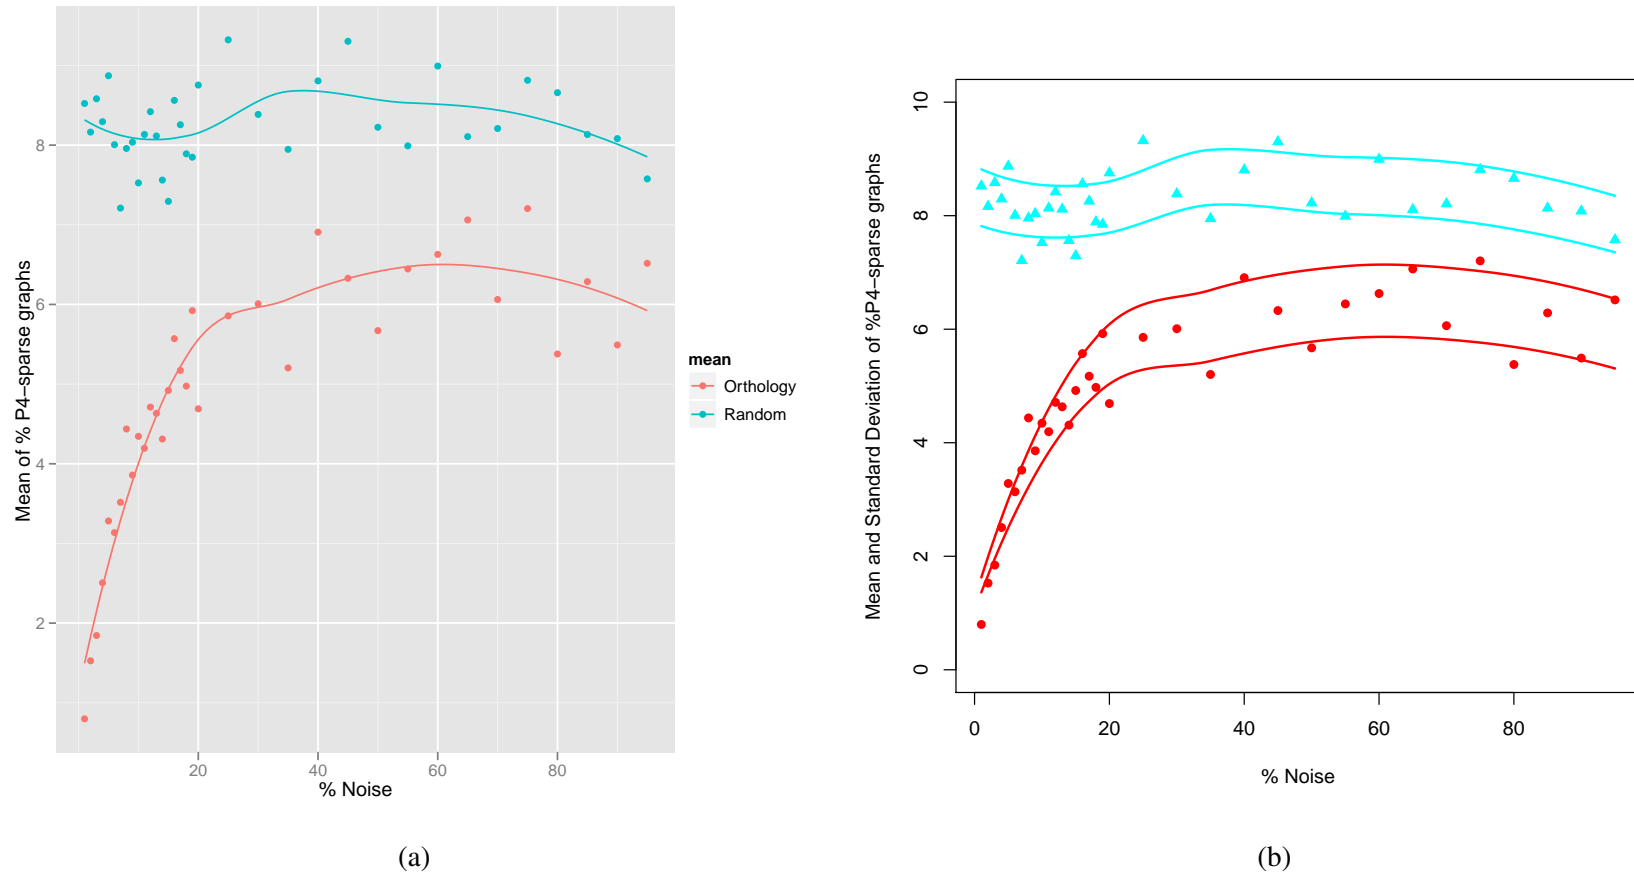 Mean of % P4−sparse graphs
8
6
4
2
20 40 60 80
% Noise
mean
Orthology
Random
(a)
Mean and Standard Deviation of %P4−sparse graphs
10
8
6
4
2
0
0 20 40 60 80
% Noise
(b)